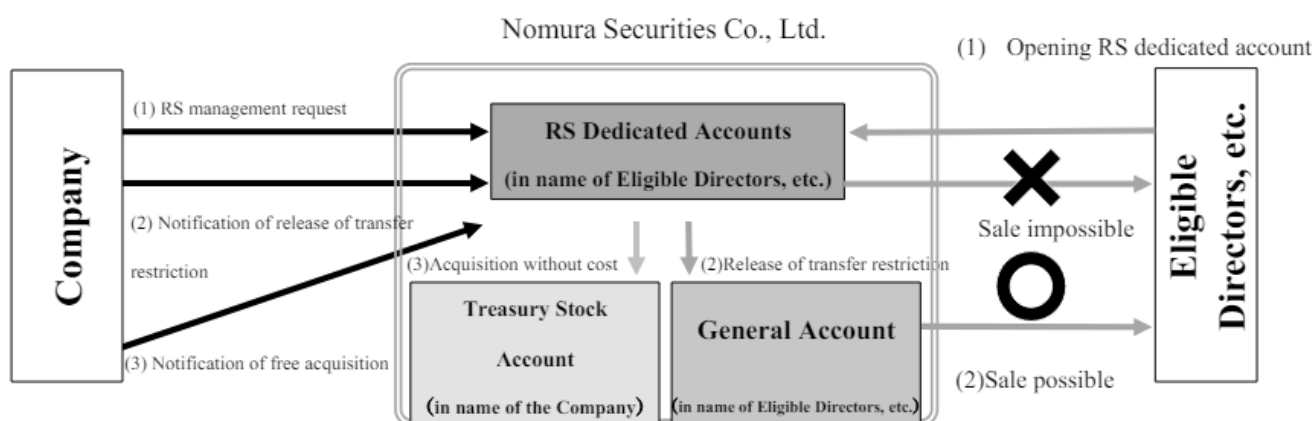 Nomura Securities Co., Ltd.
(1) Opening RS dedicated account
Company
(1) RS management request
(2) Notification of release of transfer
restriction
(3) Notification of free acquisition
RS Dedicated Accounts
(in name of Eligible Directors, etc.)
(3)Acquisition without cost
(2)Release of transfer restriction
Treasury Stock
Account
(in name of the Company)
General Account
(in name of Eligible Directors, etc.)
Sale impossible
(2)Sale possible
Eligible
Directors, etc.